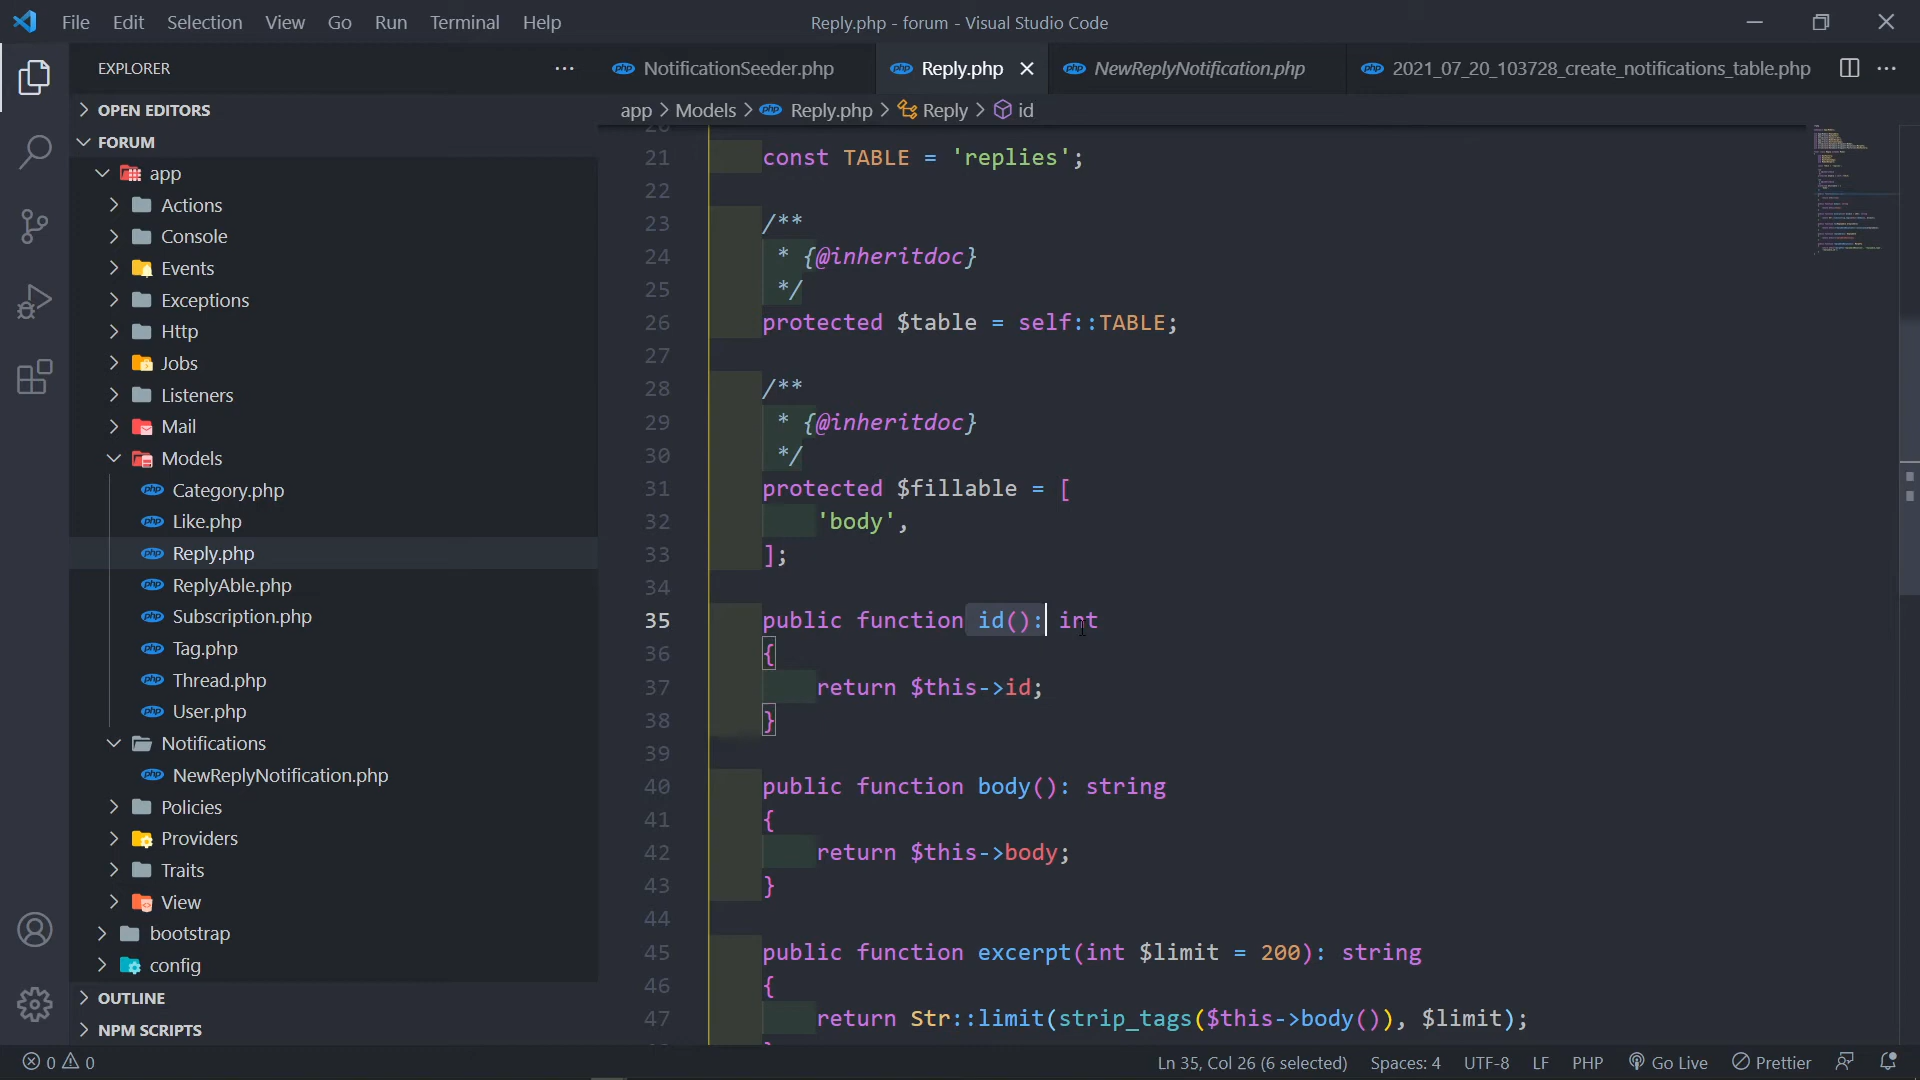 File Edit Selection View Go Run Terminal Help
Reply.php - forum - Visual Studio Code
EXPLORER
NotificationSeeder.php
Reply.php
NewReplyNotification.php
2021_07_20_103728_create_notifications_table.php
app > Models > Reply.php > Reply > id
OPEN EDITORS
FORUM
app
Actions
Console
Events
Exceptions
Http
Jobs
Listeners
Mail
Models
Category.php
Like.php
Reply.php
ReplyAble.php
Subscription.php
Tag.php
Thread.php
User.php
Notifications
NewReplyNotification.php
Policies
Providers
Traits
View
bootstrap
config
OUTLINE
NPM SCRIPTS
20
21 const TABLE = 'replies';
22
23 /**
24 * {@inheritdoc}
25 */
26 protected $table = self::TABLE;
27
28 /**
29 * {@inheritdoc}
30 */
31 protected $fillable = [
32 'body',
33 ];
34
35 public function id(): int
36 {
37 return $this->id;
38 }
39
40 public function body(): string
41 {
42 return $this->body;
43 }
44
45 public function excerpt(int $limit = 200): string
46 {
47 return Str::limit(strip_tags($this->body()), $limit);
0 0
Ln 35, Col 26 (6 selected) Spaces: 4 UTF-8 LF PHP Go Live Prettier